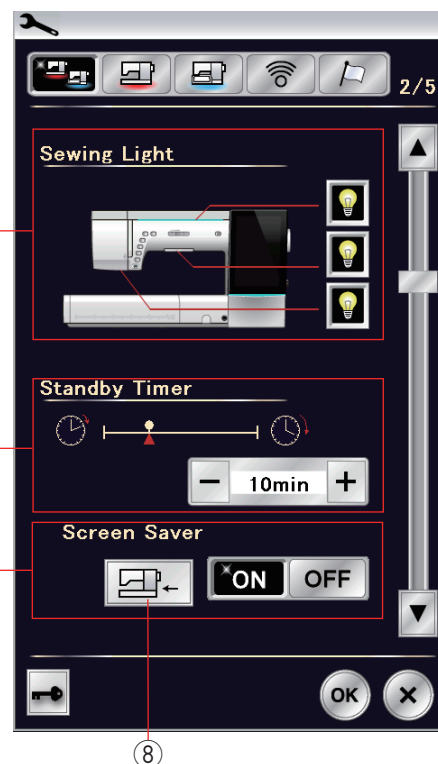 2/5
Sewing Light
Standby Timer
10min
Screen Saver
ON OFF
OK
⑧